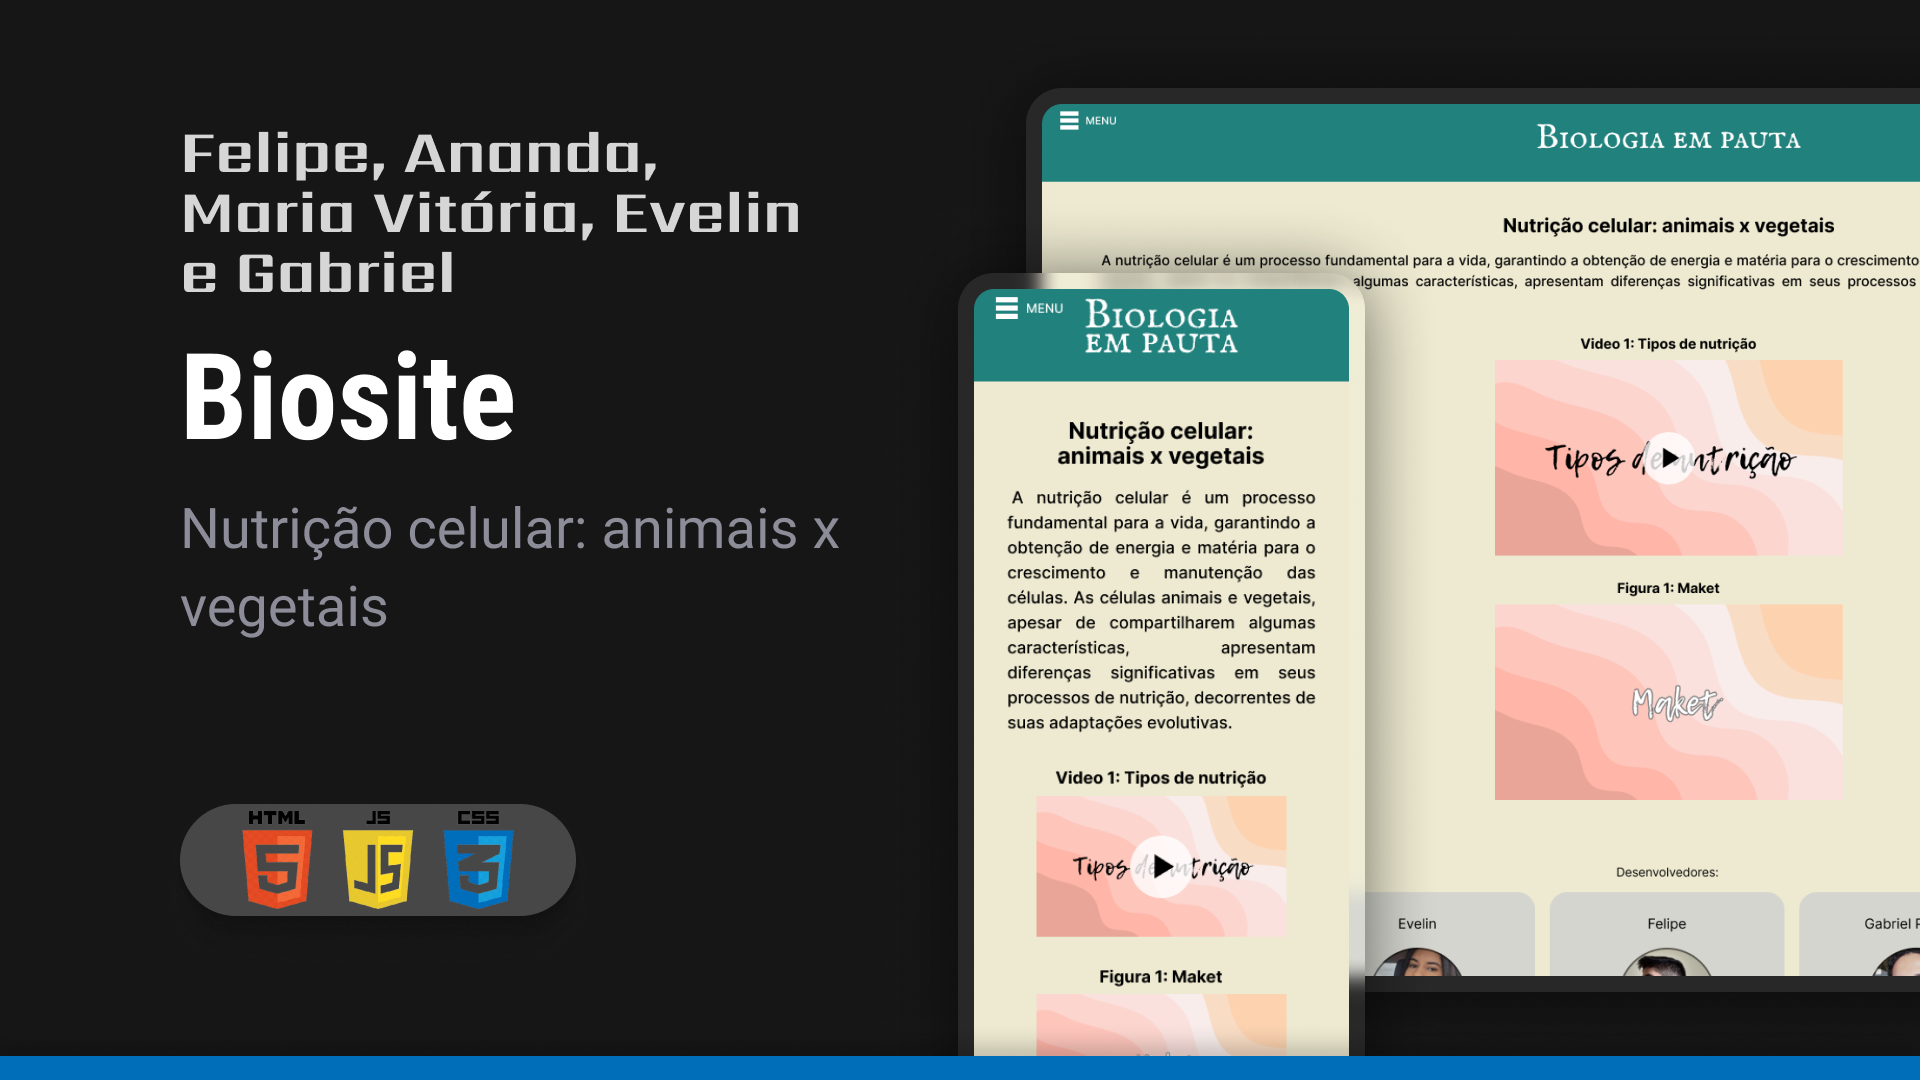 Felipe, Ananda,
Maria Vitória, Evelin
e Gabriel
Biosite
Nutrição celular: animais x
vegetais
HTML
JS
CSS
5
JS
3
MENU
Biologia em pauta
Nutrição celular: animais x vegetais
A nutrição celular é um processo fundamental para a vida, garantindo a obtenção de energia e matéria para o crescimento
algumas características, apresentam diferenças significativas em seus processos
Video 1: Tipos de nutrição
Tipos de nutrição
Figura 1: Maket
Maket
Desenvolvedores:
Evelin
Felipe
Gabriel
MENU
Biologia
em pauta
Nutrição celular:
animais x vegetais
A nutrição celular é um processo
fundamental para a vida, garantindo a
obtenção de energia e matéria para o
crescimento e manutenção das
células. As células animais e vegetais,
apesar de compartilharem algumas
características, apresentam
diferenças significativas em seus
processos de nutrição, decorrentes de
suas adaptações evolutivas.
Video 1: Tipos de nutrição
Tipos de nutrição
Figura 1: Maket